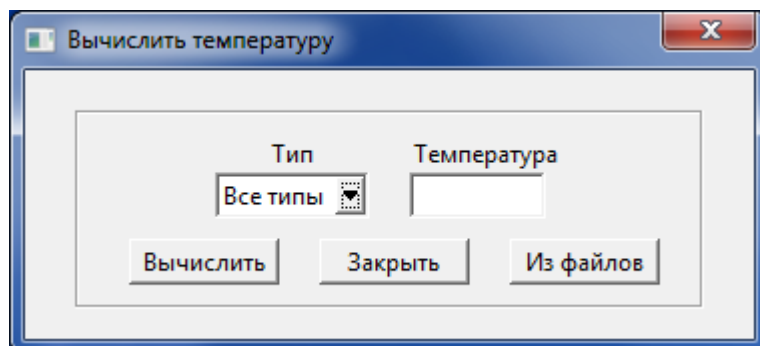 Вычислить температуру
Тип Температура
Все типы
Вычислить Закрыть Из файлов